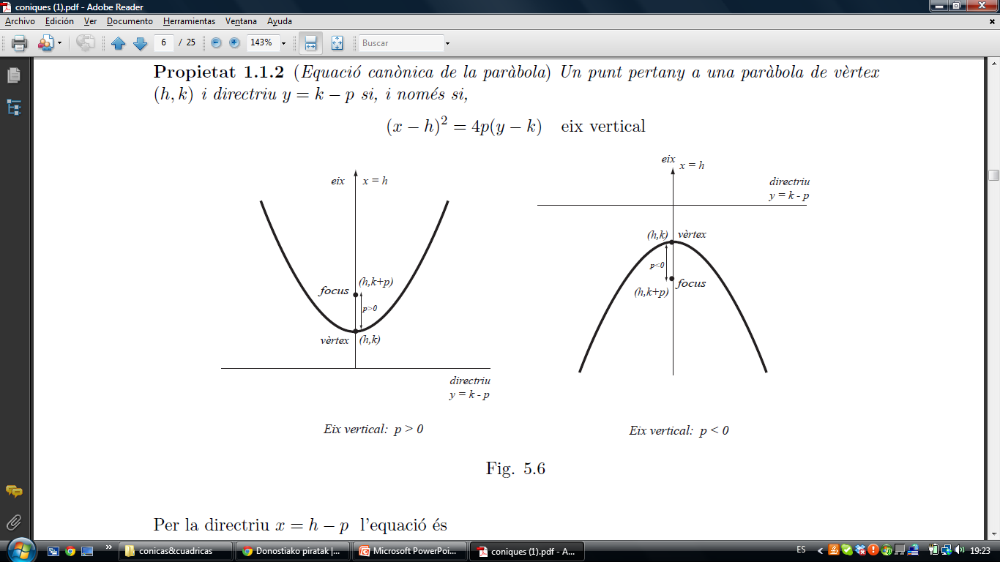 coniques (1).pdf - Adobe Reader
Archivo Edición Ver Documento Herramientas Ventana Ayuda
6 / 25 143% Buscar
Propietat 1.1.2 (Equació canònica de la paràbola) Un punt pertany a una paràbola de vèrtex
(h, k) i directriu y = k − p si, i només si,
(x − h)² = 4p(y − k) eix vertical
eix x = h
(h,k+p)
focus
p>0
vèrtex (h,k)
directriu
y = k - p
Eix vertical: p > 0
eix x = h
directriu
y = k - p
(h,k) vèrtex
p<0
focus
(h,k+p)
Eix vertical: p < 0
Fig. 5.6
Per la directriu x = h − p l'equació és
conicas&cuadricas Donostiako piratak |... Microsoft PowerPoi... coniques (1).pdf - A... ES 19:23